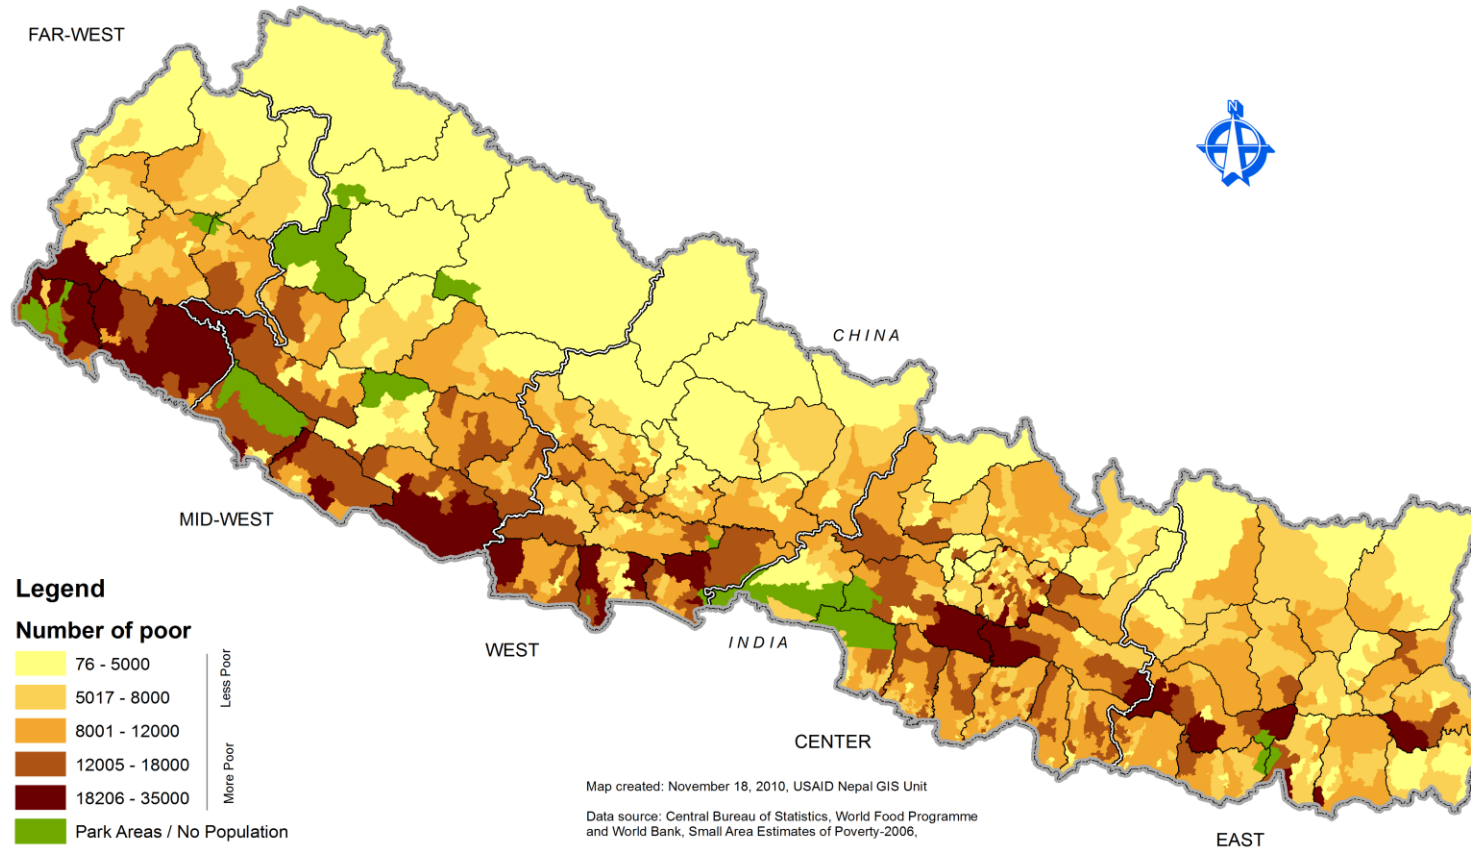 FAR-WEST
N
CHINA
MID-WEST
WEST
INDIA
CENTER
EAST
Legend
Number of poor
76 - 5000
5017 - 8000
8001 - 12000
12005 - 18000
18206 - 35000
Park Areas / No Population
Less Poor
More Poor
Map created: November 18, 2010, USAID Nepal GIS Unit
Data source: Central Bureau of Statistics, World Food Programme
and World Bank, Small Area Estimates of Poverty-2006,